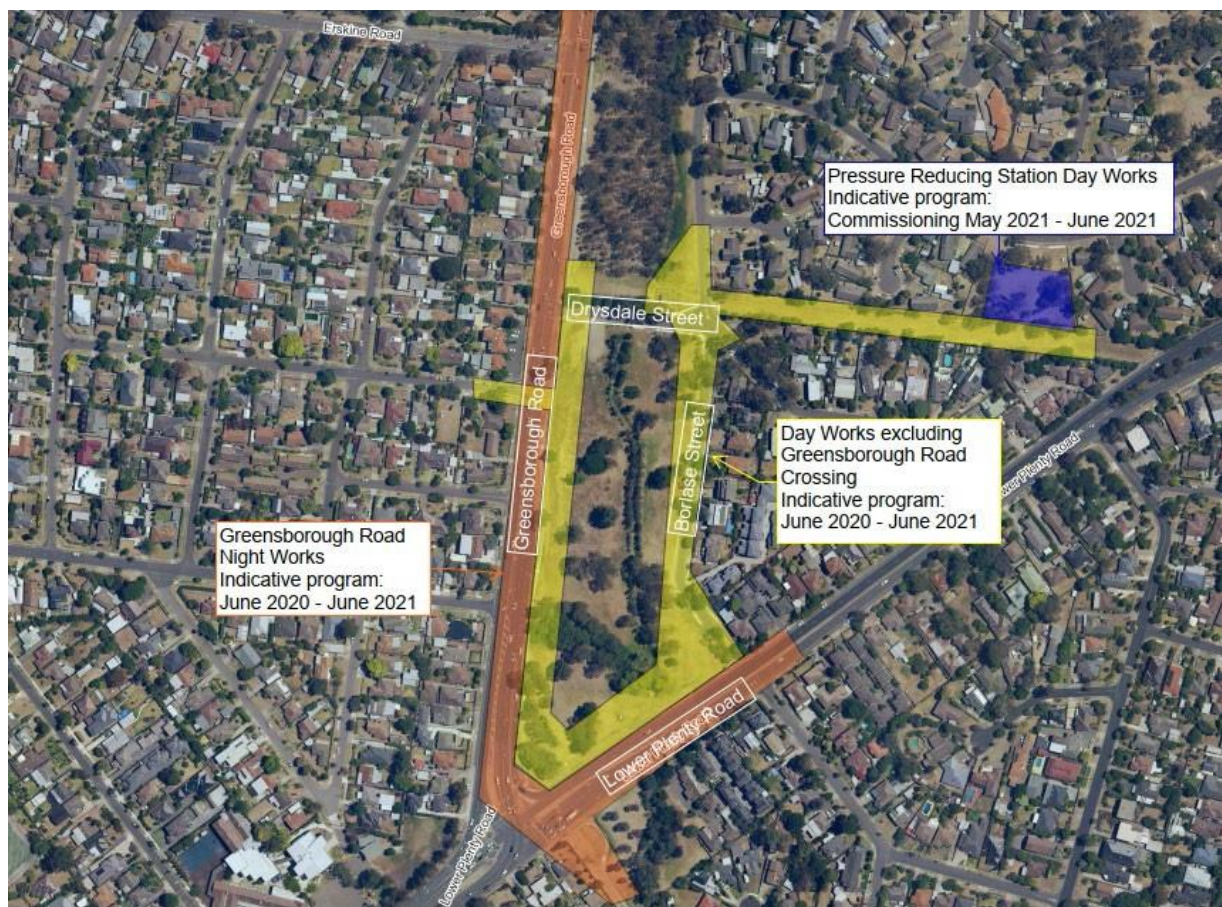 Erskine Road
Greensborough Road
Pressure Reducing Station Day Works
Indicative program:
Commissioning May 2021 - June 2021
Drysdale Street
Greensborough Road
Borlase Street
Day Works excluding
Greensborough Road
Crossing
Indicative program:
June 2020 - June 2021
Lower Plenty Road
Greensborough Road
Night Works
Indicative program:
June 2020 - June 2021
Lower Plenty Road
Lower Plenty Road